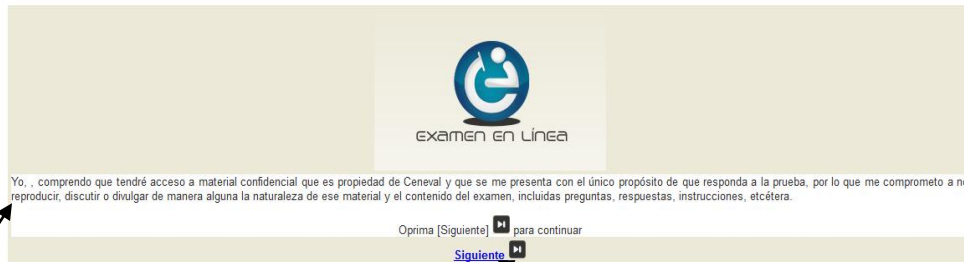 examen en Línea
Yo, , comprendo que tendré acceso a material confidencial que es propiedad de Ceneval y que se me presenta con el único propósito de que responda a la prueba, por lo que me comprometo a
reproducir, discutir o divulgar de manera alguna la naturaleza de ese material y el contenido del examen, incluidas preguntas, respuestas, instrucciones, etcétera.
Oprima [Siguiente] para continuar
Siguiente